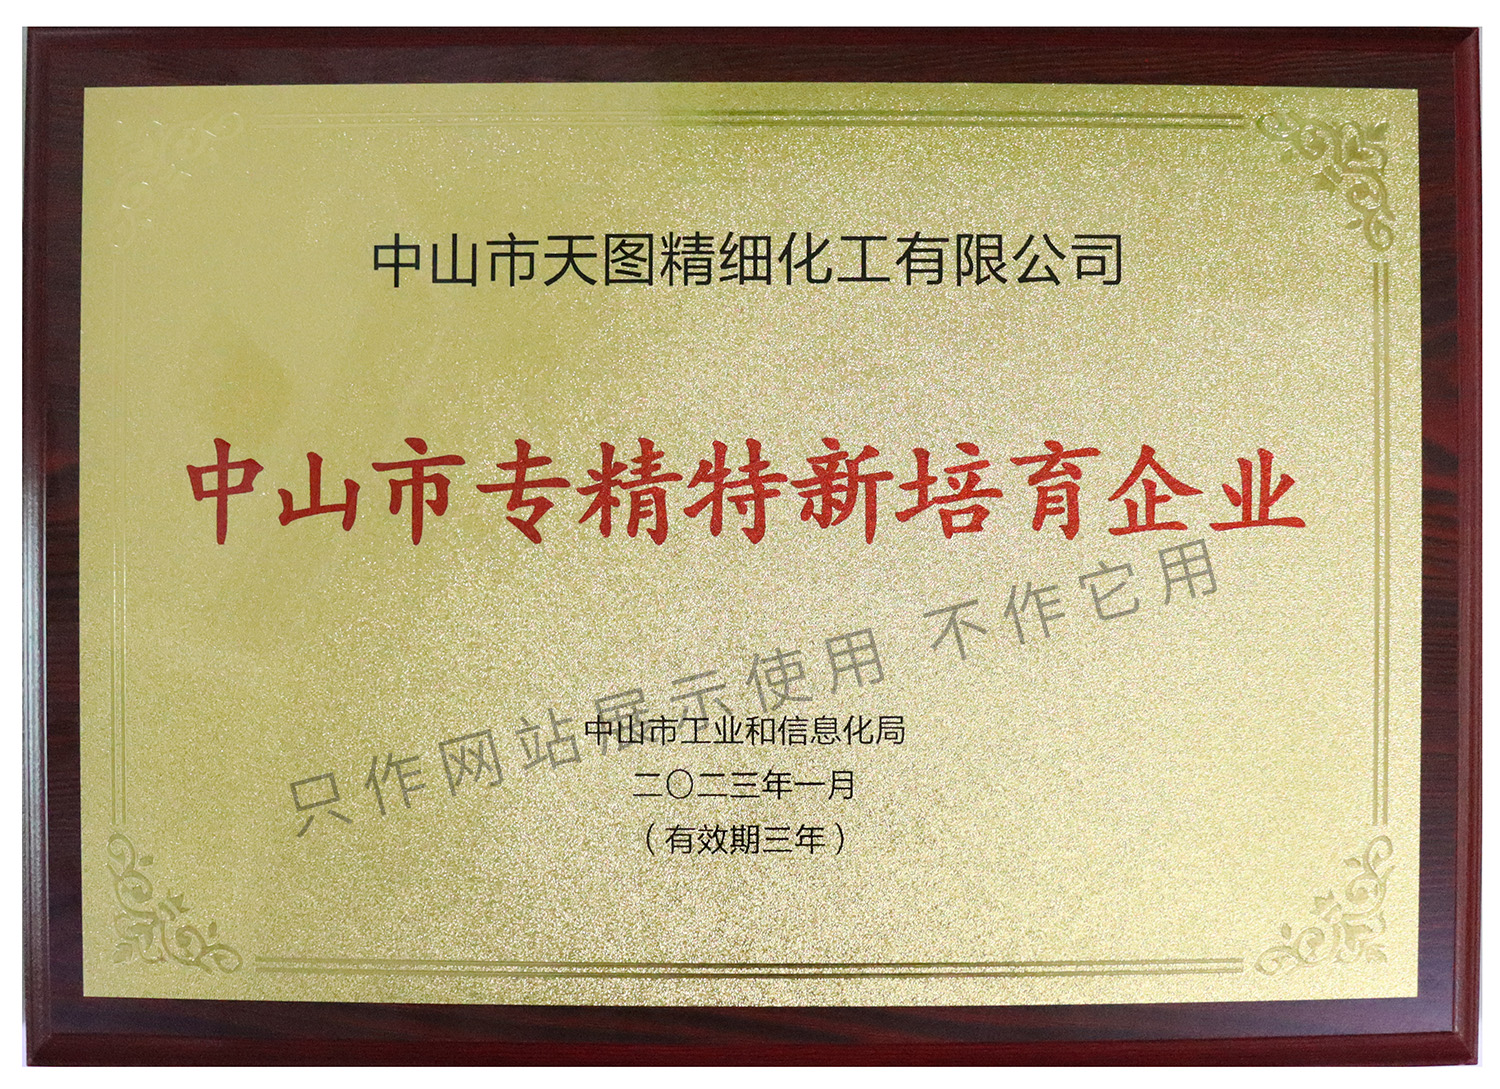 中山市天图精细化工有限公司
中山市专精特新培育企业
只作网站展示使用 不作它用
中山市工业和信息化局
二〇二三年一月
（有效期三年）